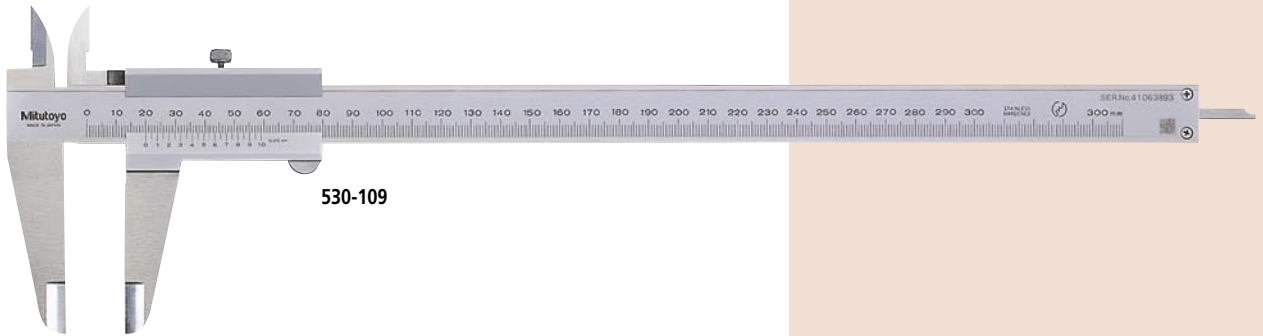 SER.No.41063893
Mitutoyo
MADE IN JAPAN
0 10 20 30 40 50 60 70 80 90 100 110 120 130 140 150 160 170 180 190 200 210 220 230 240 250 260 270 280 290 300
STAINLESS
HARDENED
300 mm
0 1 2 3 4 5 6 7 8 9 10
530-109